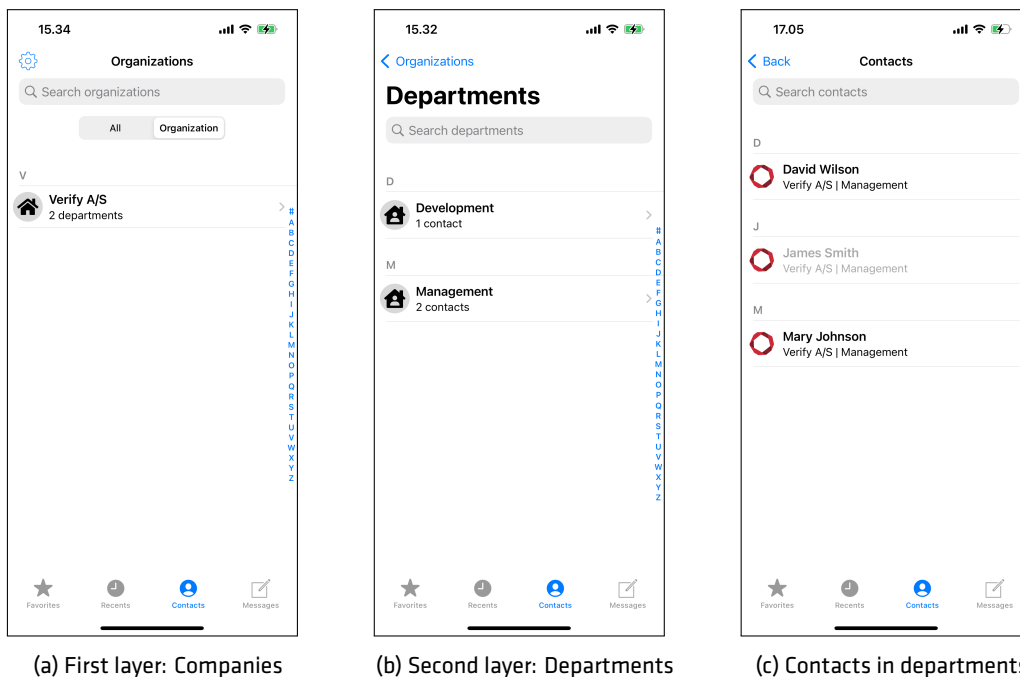 15.34
Organizations
Search organizations
All Organization
V
Verify A/S
2 departments
#
A
B
C
D
E
F
G
H
I
J
K
L
M
N
O
P
Q
R
S
T
U
V
W
X
Y
Z
Favorites Recents Contacts Messages
(a) First layer: Companies
15.32
Organizations
Departments
Search departments
D
Development
1 contact
M
Management
2 contacts
#
A
B
C
D
E
F
G
H
I
J
K
L
M
N
O
P
Q
R
S
T
U
V
W
X
Y
Z
Favorites Recents Contacts Messages
(b) Second layer: Departments
17.05
Back Contacts
Search contacts
D
David Wilson
Verify A/S | Management
J
James Smith
Verify A/S | Management
M
Mary Johnson
Verify A/S | Management
Favorites Recents Contacts Messages
(c) Contacts in departments